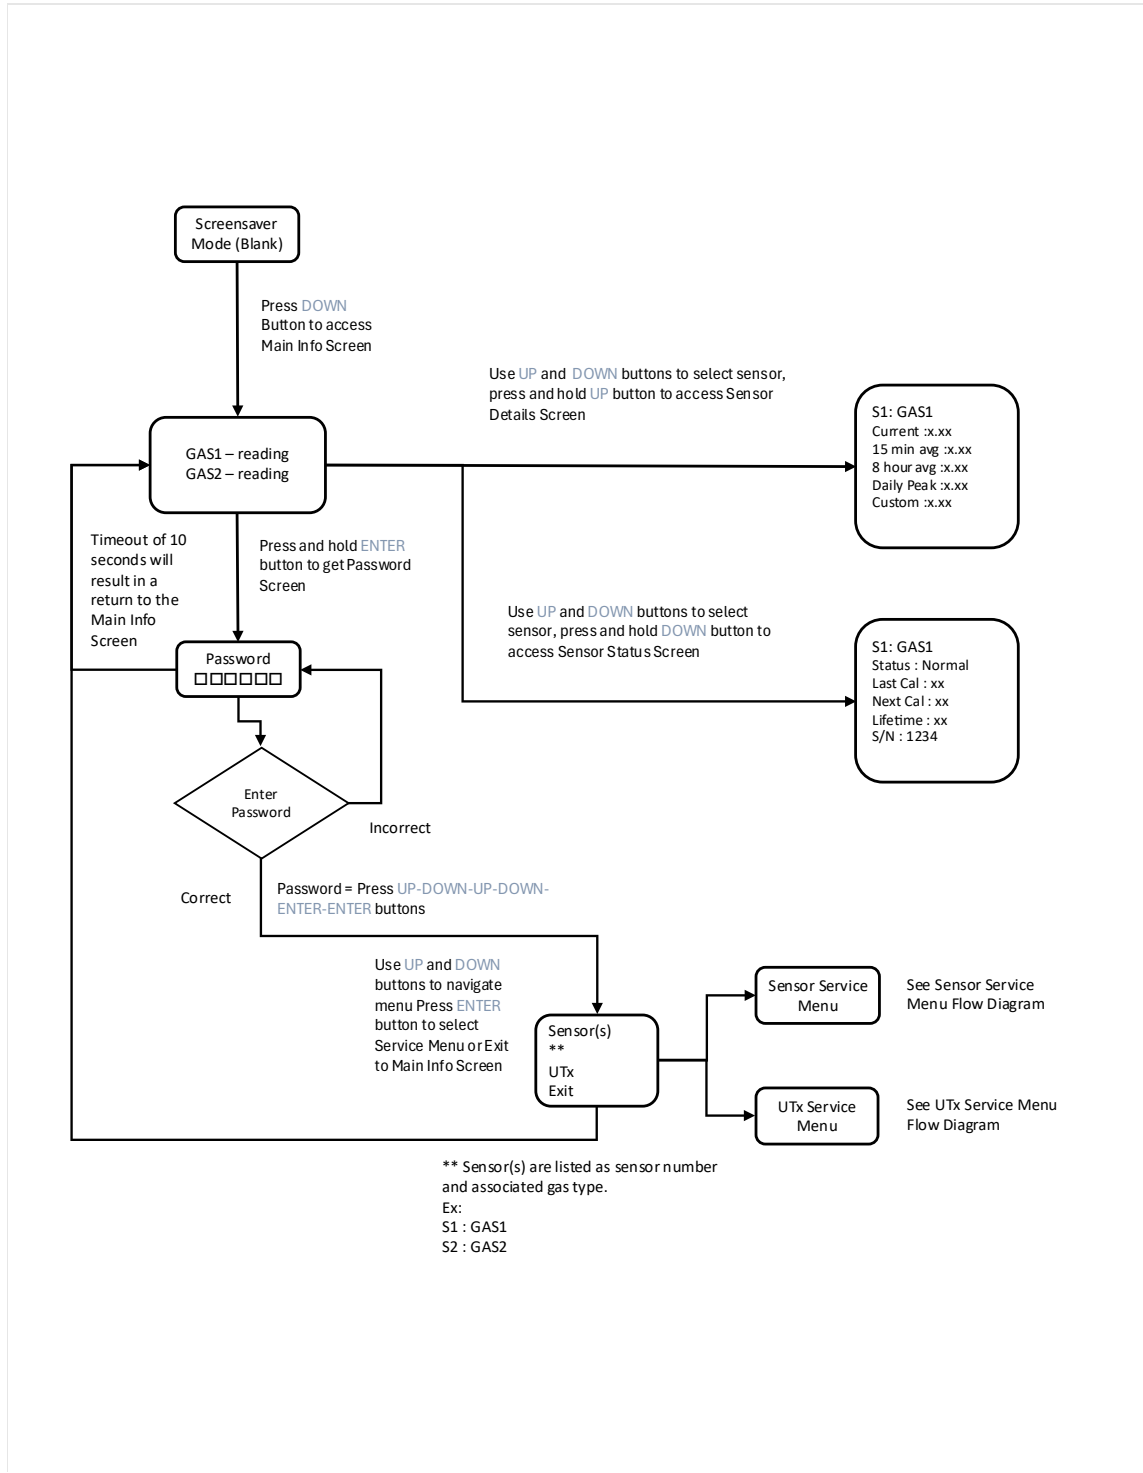 Screensaver
Mode (Blank)
Press DOWN
Button to access
Main Info Screen
Use UP and DOWN buttons to select sensor,
press and hold UP button to access Sensor
Details Screen
S1: GAS1
Current :x.xx
15 min avg :x.xx
8 hour avg :x.xx
Daily Peak :x.xx
Custom :x.xx
GAS1 – reading
GAS2 – reading
Timeout of 10
seconds will
result in a
return to the
Main Info
Screen
Press and hold ENTER
button to get Password
Screen
Use UP and DOWN buttons to select
sensor, press and hold DOWN button to
access Sensor Status Screen
S1: GAS1
Status : Normal
Last Cal : xx
Next Cal : xx
Lifetime : xx
S/N : 1234
Password
Enter
Password
Incorrect
Correct
Password = Press UP-DOWN-UP-DOWN-
ENTER-ENTER buttons
Use UP and DOWN
buttons to navigate
menu Press ENTER
button to select
Service Menu or Exit
to Main Info Screen
Sensor(s)
**
UTx
Exit
Sensor Service
Menu
See Sensor Service
Menu Flow Diagram
UTx Service
Menu
See UTx Service Menu
Flow Diagram
** Sensor(s) are listed as sensor number
and associated gas type.
Ex:
S1 : GAS1
S2 : GAS2